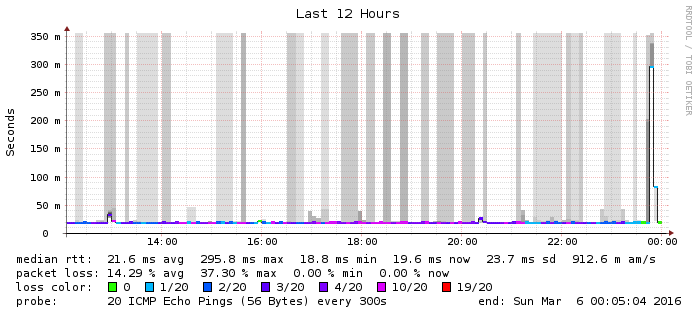 Last 12 Hours
RRDTOOL / TOBI OETIKER
Seconds
350 m
300 m
250 m
200 m
150 m
100 m
50 m
0
14:00 16:00 18:00 20:00 22:00 00:00
median rtt: 21.6 ms avg 295.8 ms max 18.8 ms min 19.6 ms now 23.7 ms sd 912.6 m am/s
packet loss: 14.29 % avg 37.30 % max 0.00 % min 0.00 % now
loss color: 0 1/20 2/20 3/20 4/20 10/20 19/20
probe: 20 ICMP Echo Pings (56 Bytes) every 300s end: Sun Mar 6 00:05:04 2016